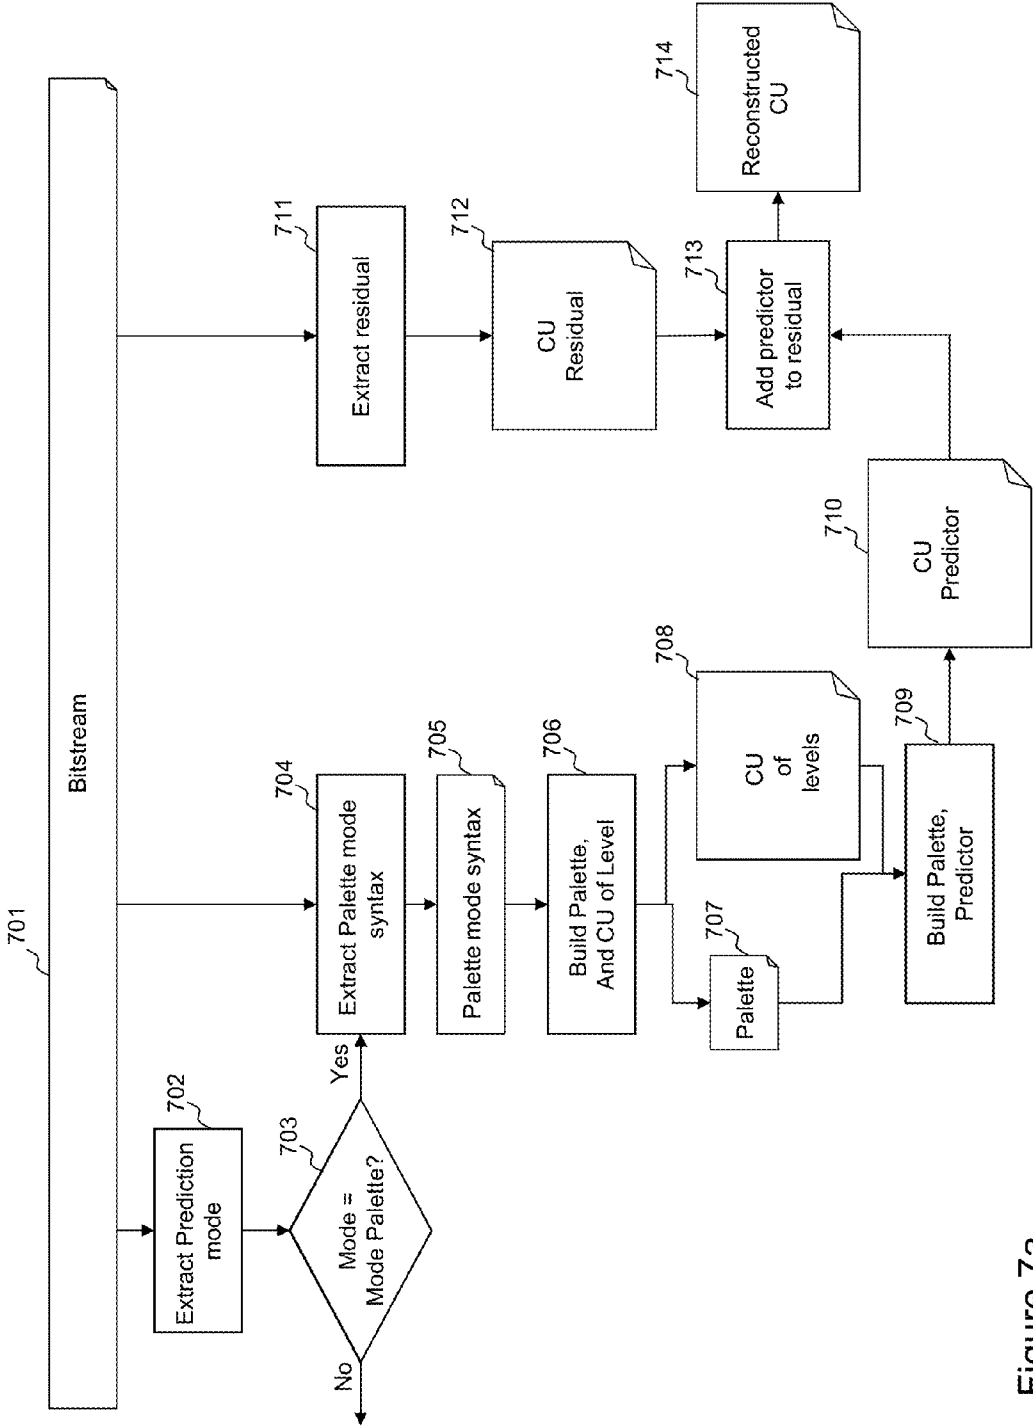 701
Bitstream
702
Extract Prediction
mode
703
Mode =
Mode Palette?
No
Yes
704
Extract Palette mode
syntax
705
Palette mode syntax
706
Build Palette,
And CU of Level
707
Palette
708
CU
of
levels
709
Build Palette,
Predictor
710
CU
Predictor
711
Extract residual
712
CU
Residual
713
Add predictor
to residual
714
Reconstructed
CU
Figure 7a